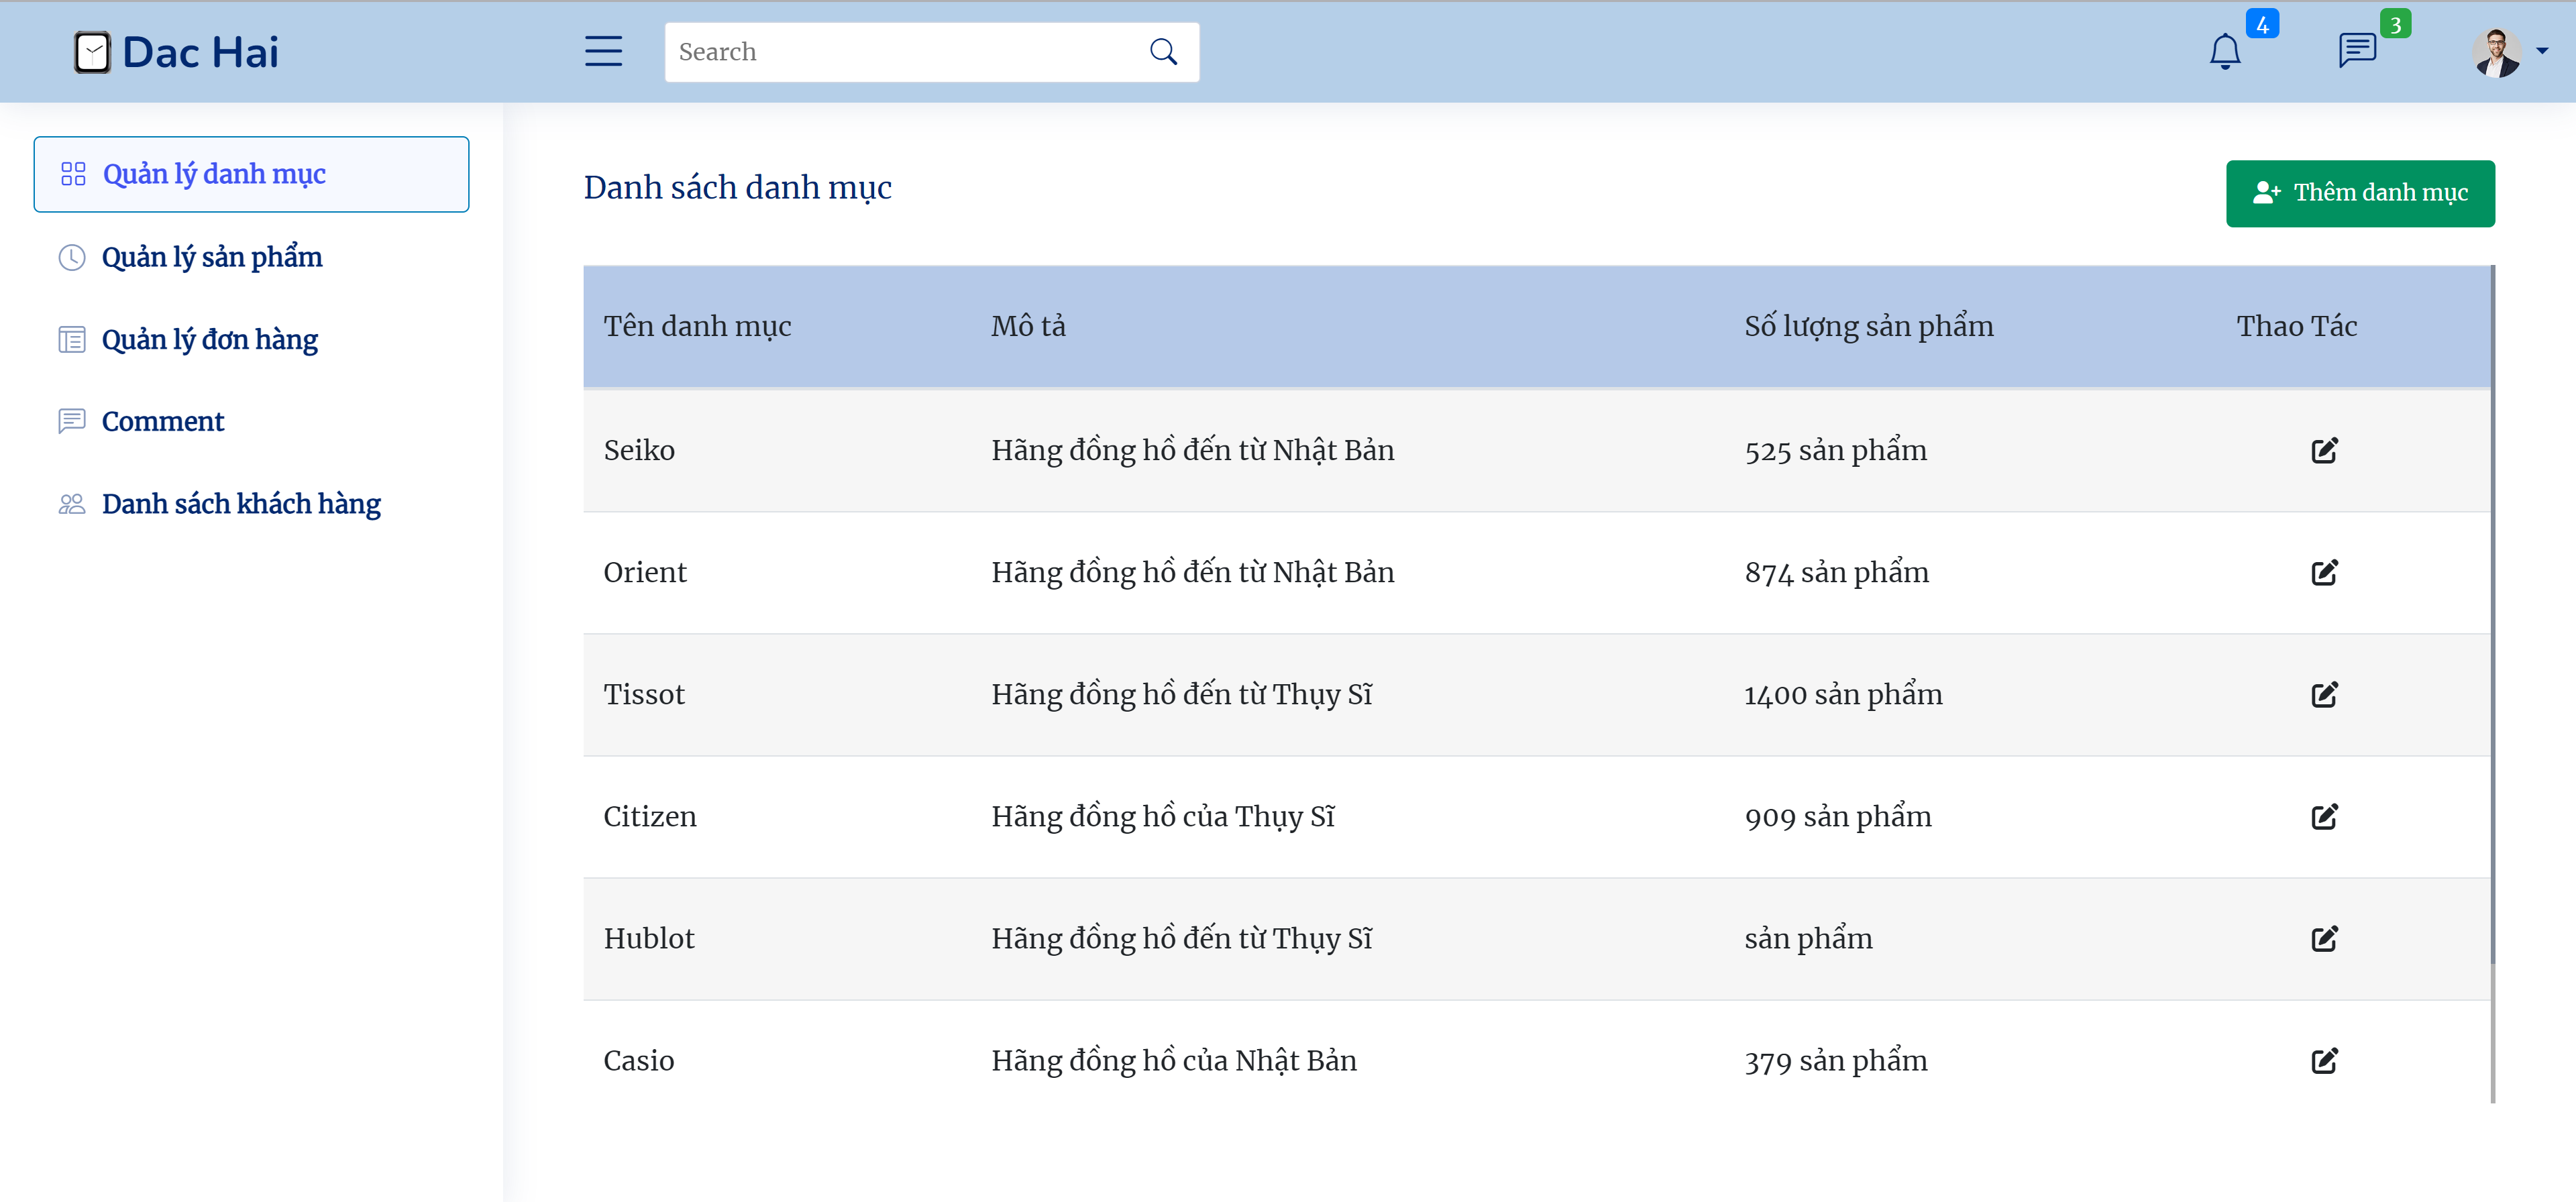 Dac Hai
Search
4
3
Quản lý danh mục
Quản lý sản phẩm
Quản lý đơn hàng
Comment
Danh sách khách hàng
Danh sách danh mục
Thêm danh mục
Tên danh mục Mô tả Số lượng sản phẩm Thao Tác
Seiko Hãng đồng hồ đến từ Nhật Bản 525 sản phẩm
Orient Hãng đồng hồ đến từ Nhật Bản 874 sản phẩm
Tissot Hãng đồng hồ đến từ Thụy Sĩ 1400 sản phẩm
Citizen Hãng đồng hồ của Thụy Sĩ 909 sản phẩm
Hublot Hãng đồng hồ đến từ Thụy Sĩ sản phẩm
Casio Hãng đồng hồ của Nhật Bản 379 sản phẩm